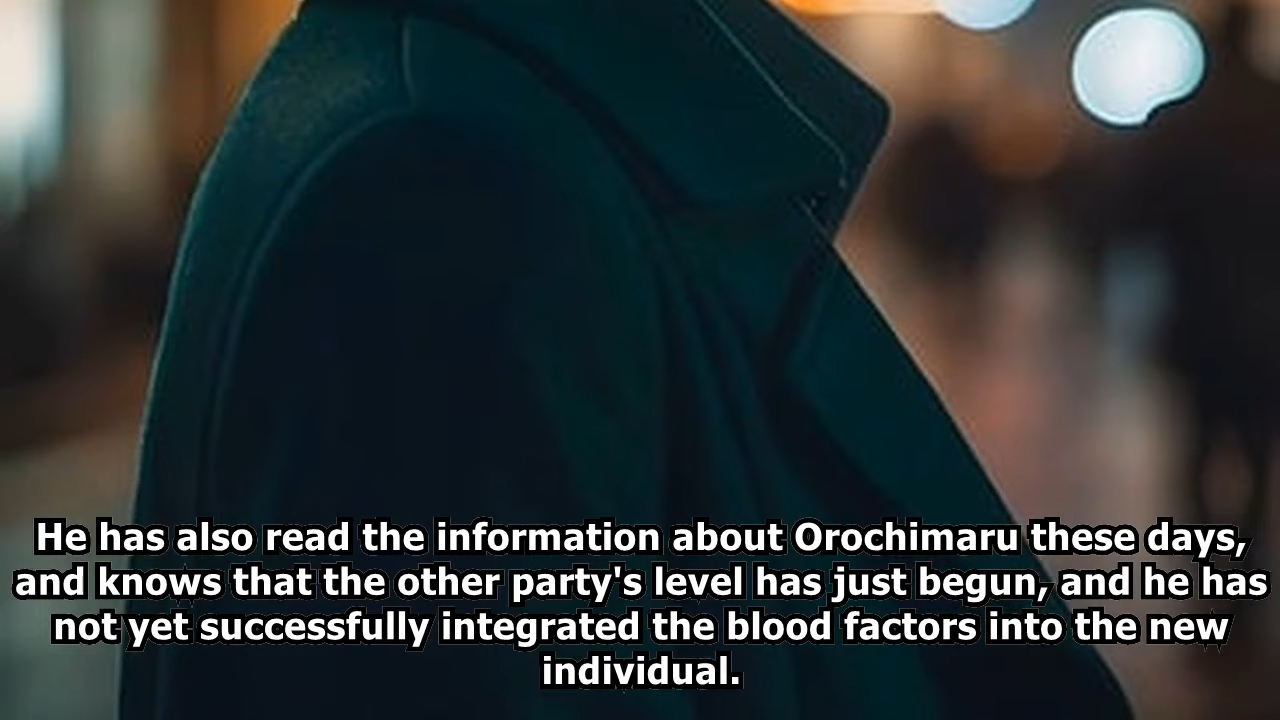 He has also read the information about Orochimaru these days,
and knows that the other party's level has just begun, and he has
not yet successfully integrated the blood factors into the new
individual.